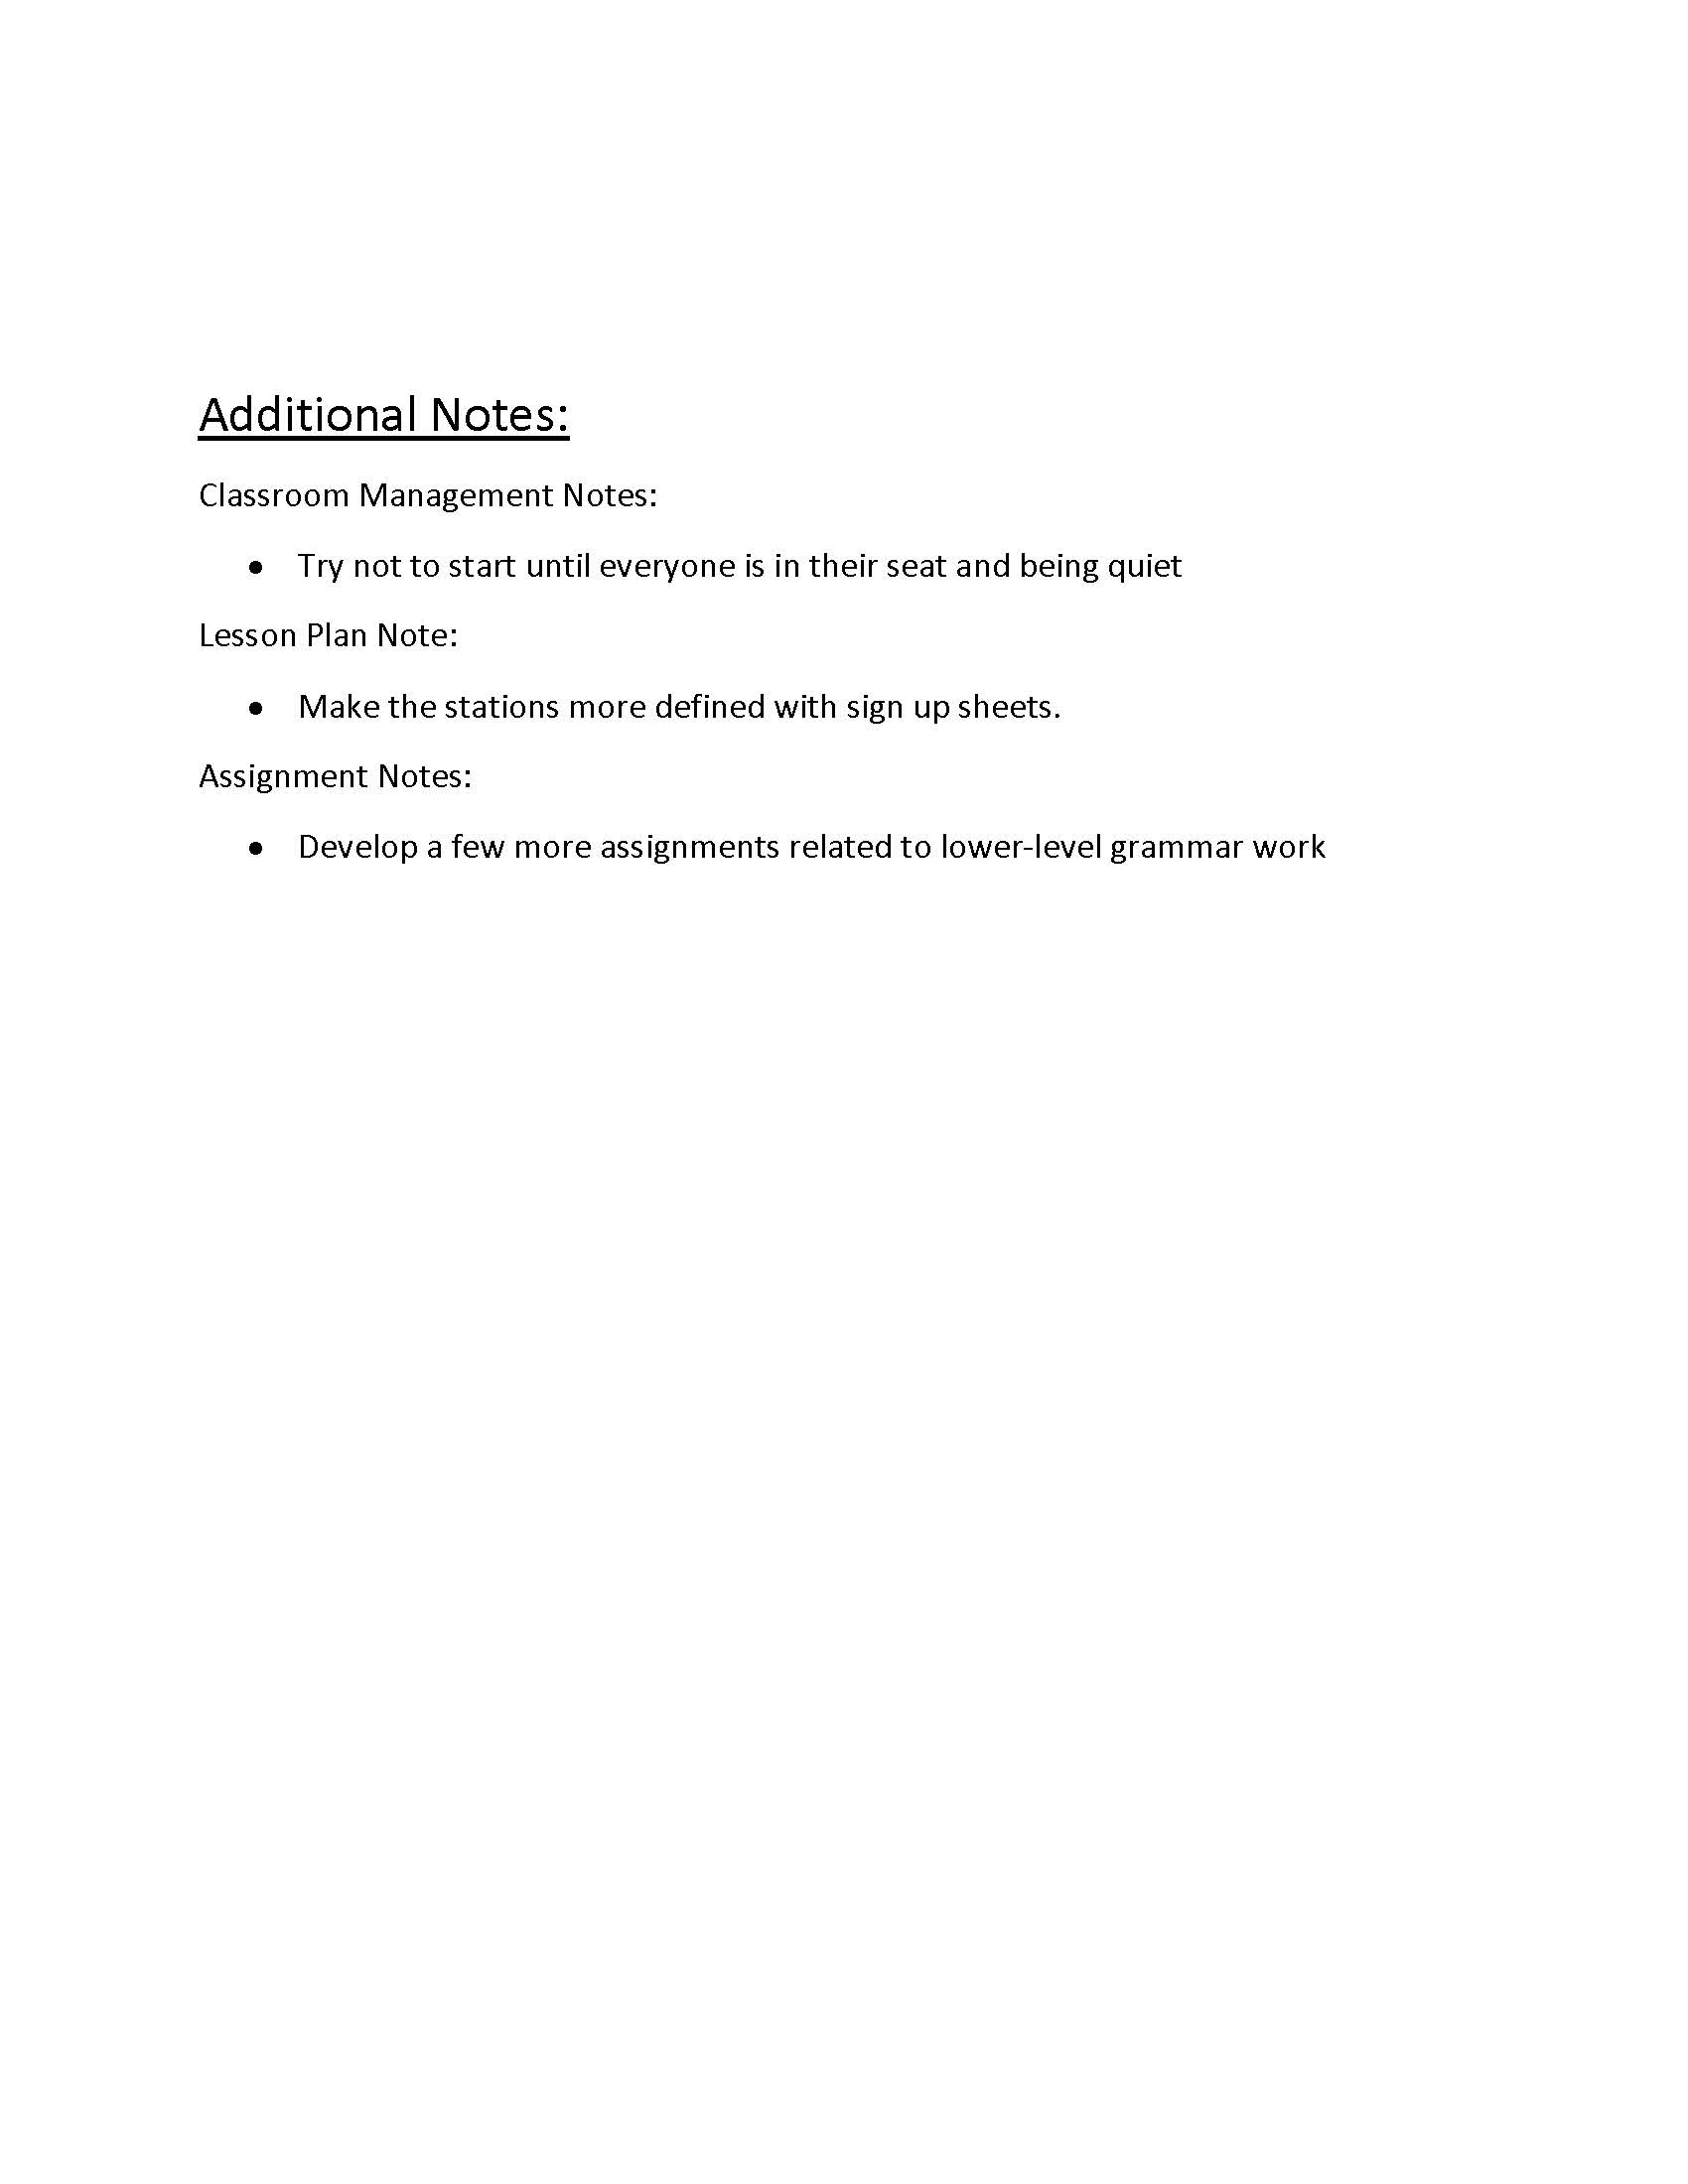 Additional Notes:
Classroom Management Notes:
• Try not to start until everyone is in their seat and being quiet
Lesson Plan Note:
• Make the stations more defined with sign up sheets.
Assignment Notes:
• Develop a few more assignments related to lower-level grammar work